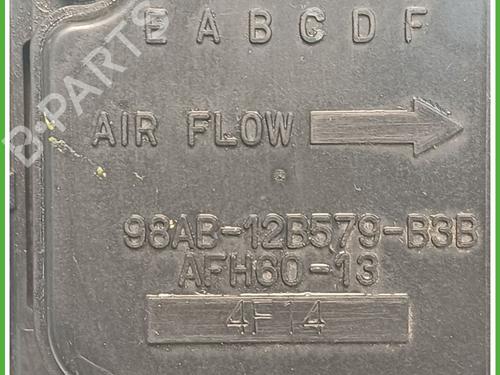 E A B C D F
AIR FLOW
98AB-12B579-B3B
AFH60-13
4F14
B-PARTS